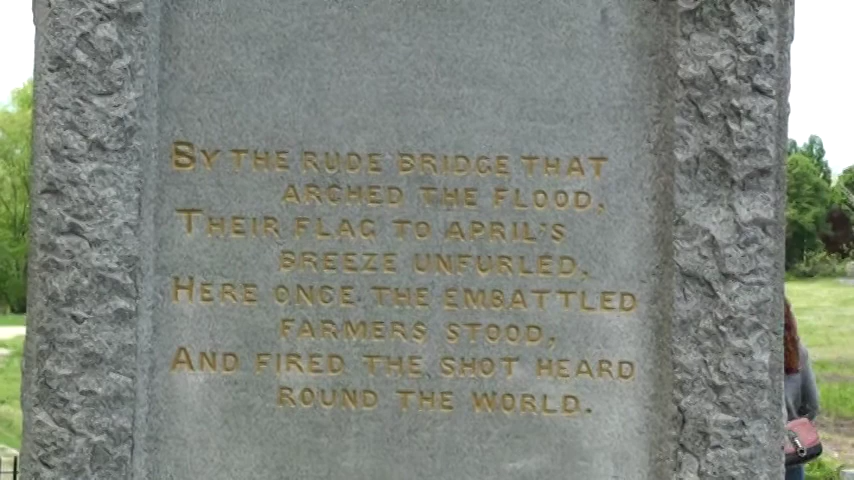 BY THE RUDE BRIDGE THAT
ARCHED THE FLOOD,
THEIR FLAG TO APRIL'S
BREEZE UNFURLED,
HERE ONCE THE EMBATTLED
FARMERS STOOD,
AND FIRED THE SHOT HEARD
ROUND THE WORLD.